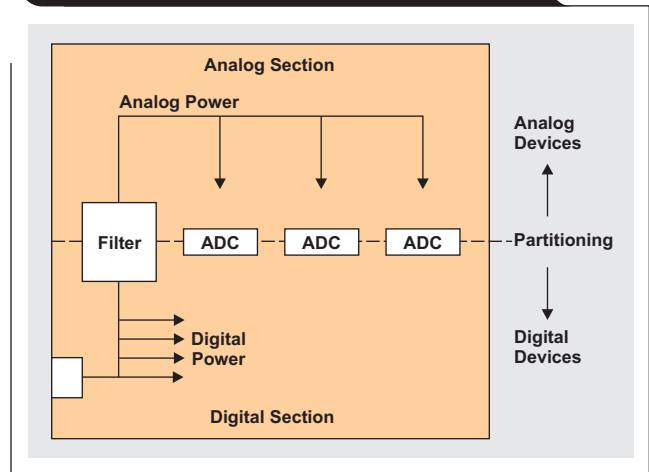 Analog Section
Analog Power
Analog
Devices
Filter
ADC
ADC
ADC
Partitioning
Digital
Power
Digital
Devices
Digital Section